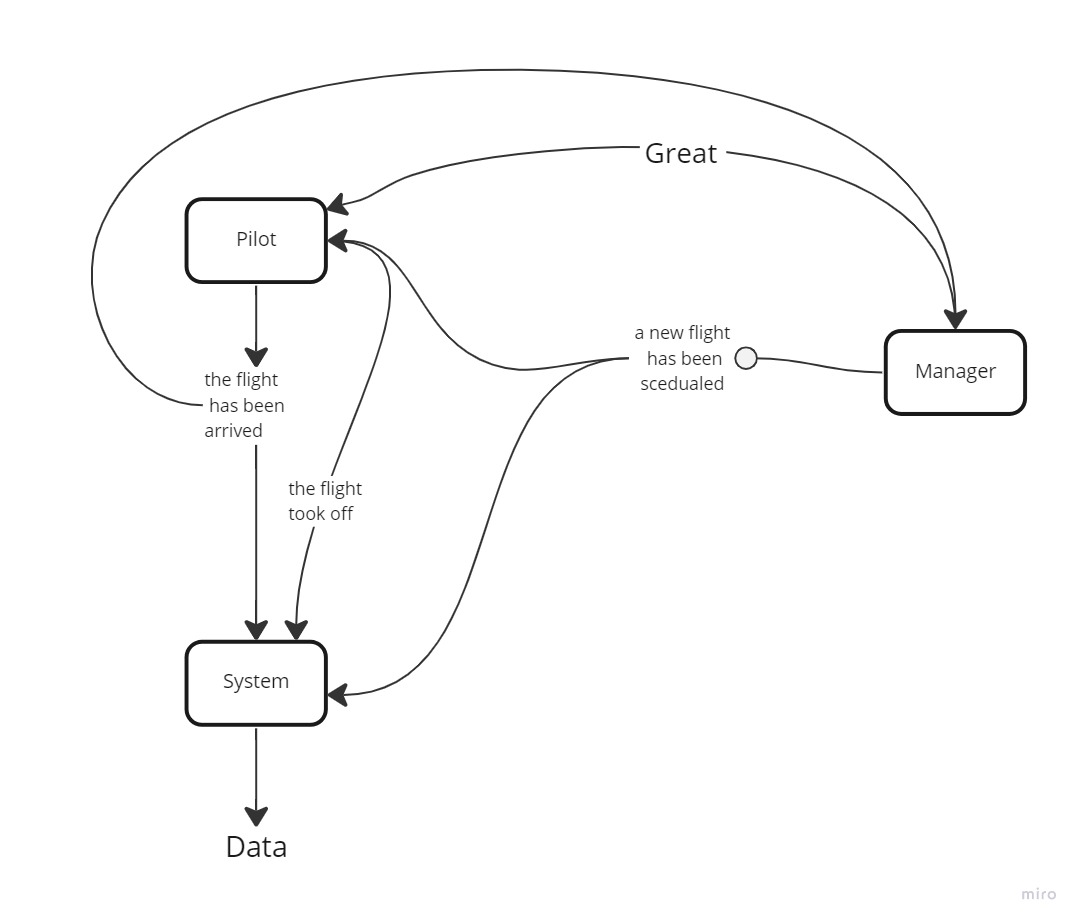 Great
Pilot
a new flight
has been
scedualed
Manager
the flight
has been
arrived
the flight
took off
System
Data
miro